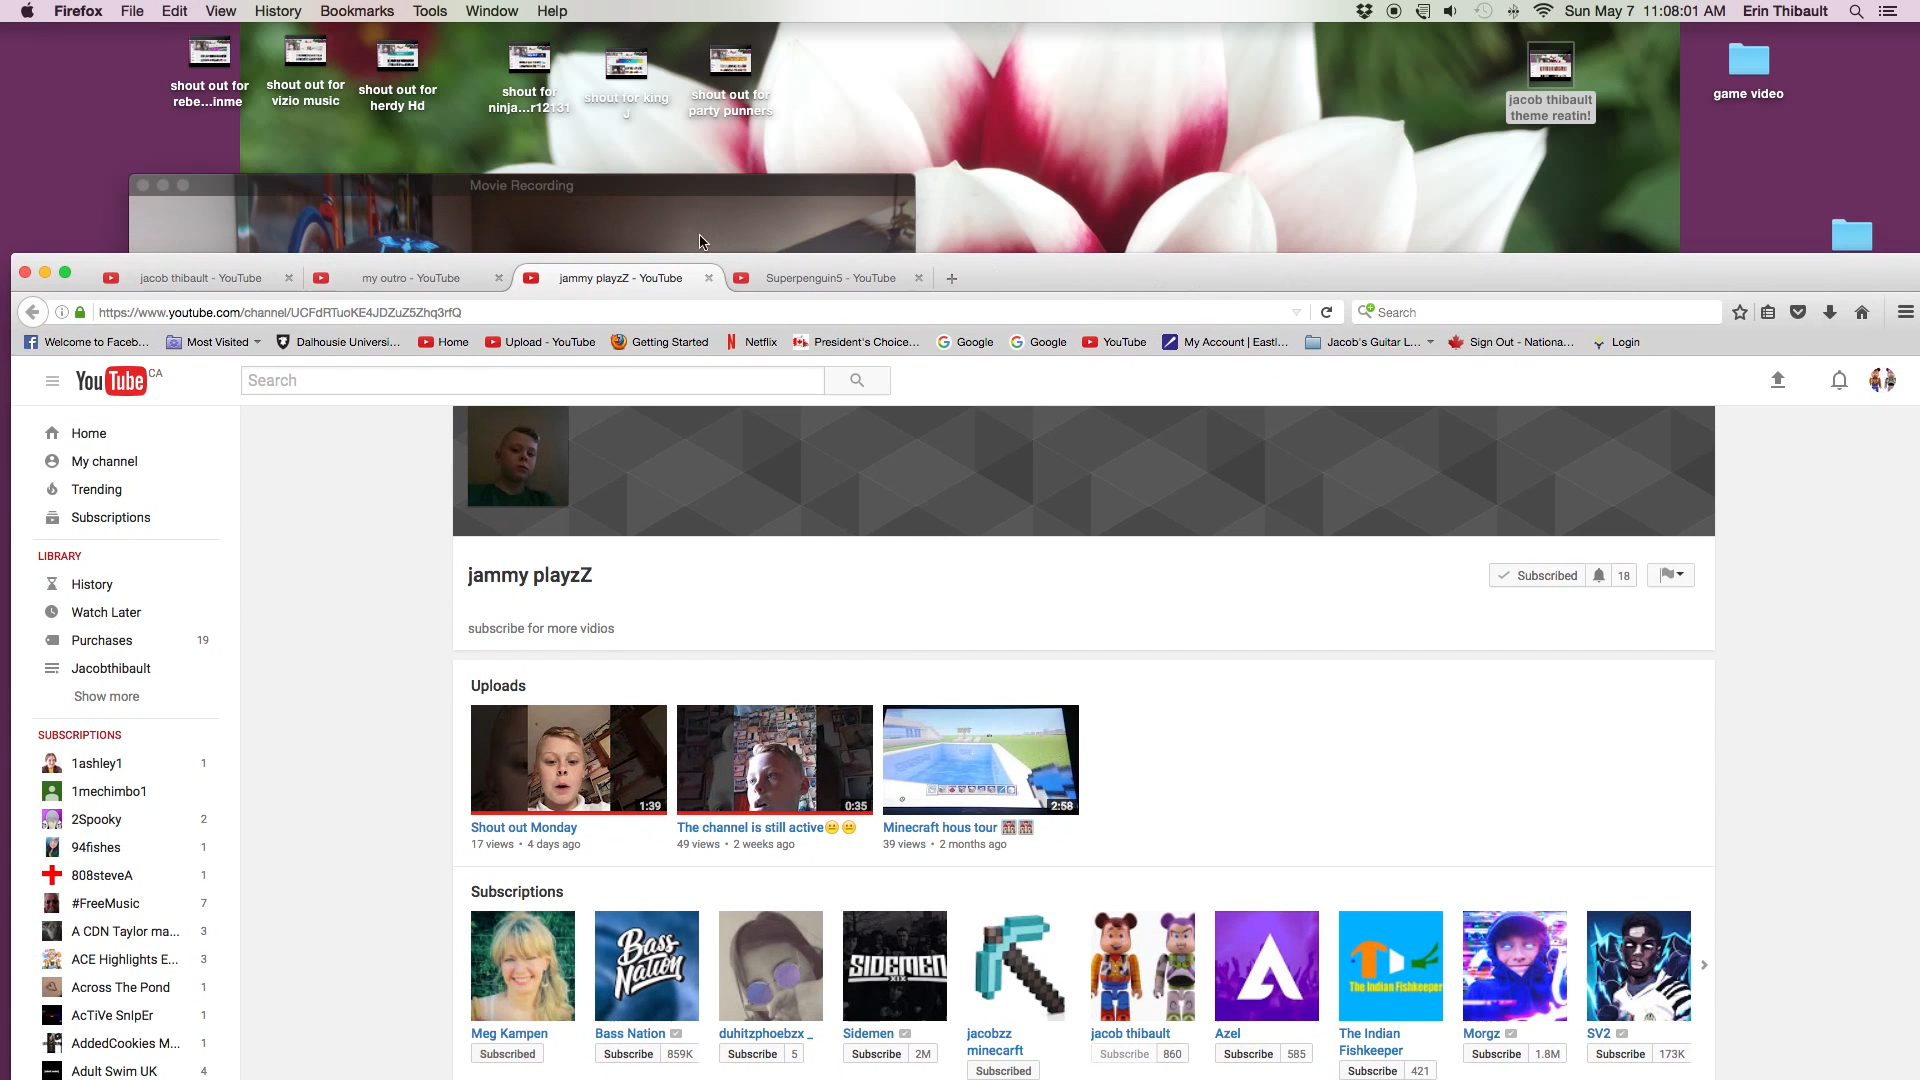 Firefox File Edit View History Bookmarks Tools Window Help
Sun May 7 11:08:01 AM Erin Thibault
shout out for
rebe...inme
shout out for
vizio music
shout out for
herdy Hd
shout for
ninja...r12131
shout for king
J
shout out for
party punners
jacob thibault
theme reatin!
game video
Movie Recording
jacob thibault - YouTube
my outro - YouTube
jammy playzZ - YouTube
Superpenguin5 - YouTube
https://www.youtube.com/channel/UCFdRTuoKE4JDZuZ5Zhq3rfQ
Search
Welcome to Faceb... Most Visited Dalhousie Universi... Home Upload - YouTube Getting Started Netflix President's Choice... Google Google YouTube My Account | Eastl... Jacob's Guitar L... Sign Out - Nationa... Login
YouTube CA
Search
Home
My channel
Trending
Subscriptions
LIBRARY
History
Watch Later
Purchases 19
Jacobthibault
Show more
SUBSCRIPTIONS
1ashley1 1
1mechimbo1
2Spooky 2
94fishes 1
808steveA 1
#FreeMusic 7
A CDN Taylor ma... 3
ACE Highlights E... 3
Across The Pond 1
AcTiVe SnIpEr 1
AddedCookies M... 1
Adult Swim UK 4
jammy playzZ
Subscribed 18
subscribe for more vidios
Uploads
1:39
0:35
2:58
Shout out Monday
17 views • 4 days ago
The channel is still active😐😐
49 views • 2 weeks ago
Minecraft hous tour 🏰🏰
39 views • 2 months ago
Subscriptions
Bass Nation
SIDEMEN
XIX
The Indian Fishkeeper
Meg Kampen
Subscribed
Bass Nation
Subscribe 859K
duhitzphoebzx _
Subscribe 5
Sidemen
Subscribe 2M
jacobzz
minecarft
Subscribed
jacob thibault
Subscribe 860
Azel
Subscribe 585
The Indian
Fishkeeper
Subscribe 421
Morgz
Subscribe 1.8M
SV2
Subscribe 173K